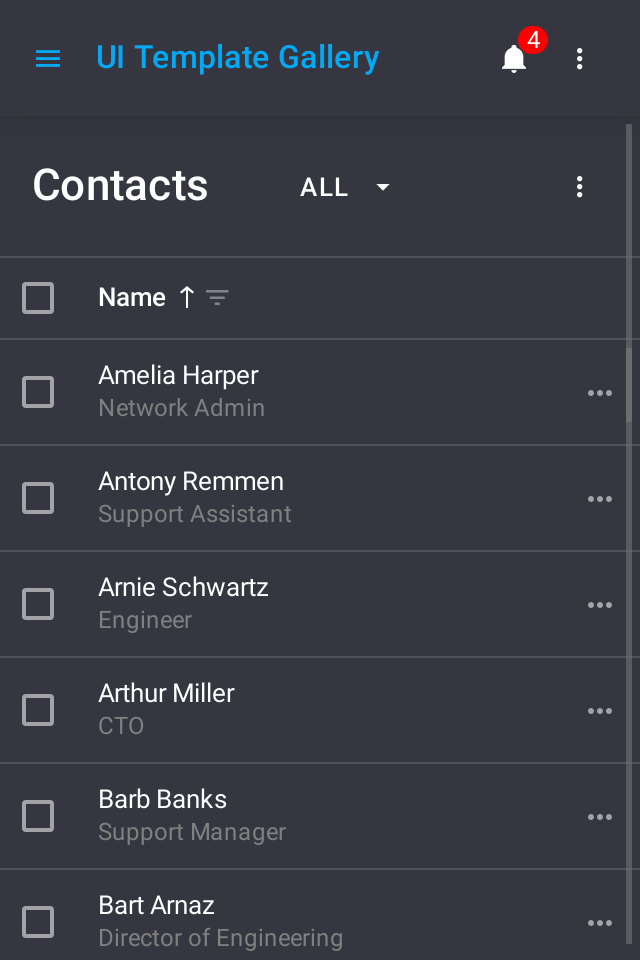 UI Template Gallery
4
Contacts
ALL
Name
Amelia Harper
Network Admin
Antony Remmen
Support Assistant
Arnie Schwartz
Engineer
Arthur Miller
CTO
Barb Banks
Support Manager
Bart Arnaz
Director of Engineering